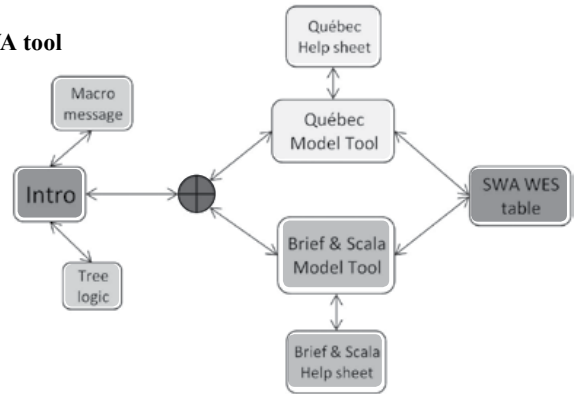 tool
Québec
Help sheet
Macro
message
Québec
Model Tool
Intro
SWA WES
table
Brief & Scala
Model Tool
Tree
logic
Brief & Scala
Help sheet